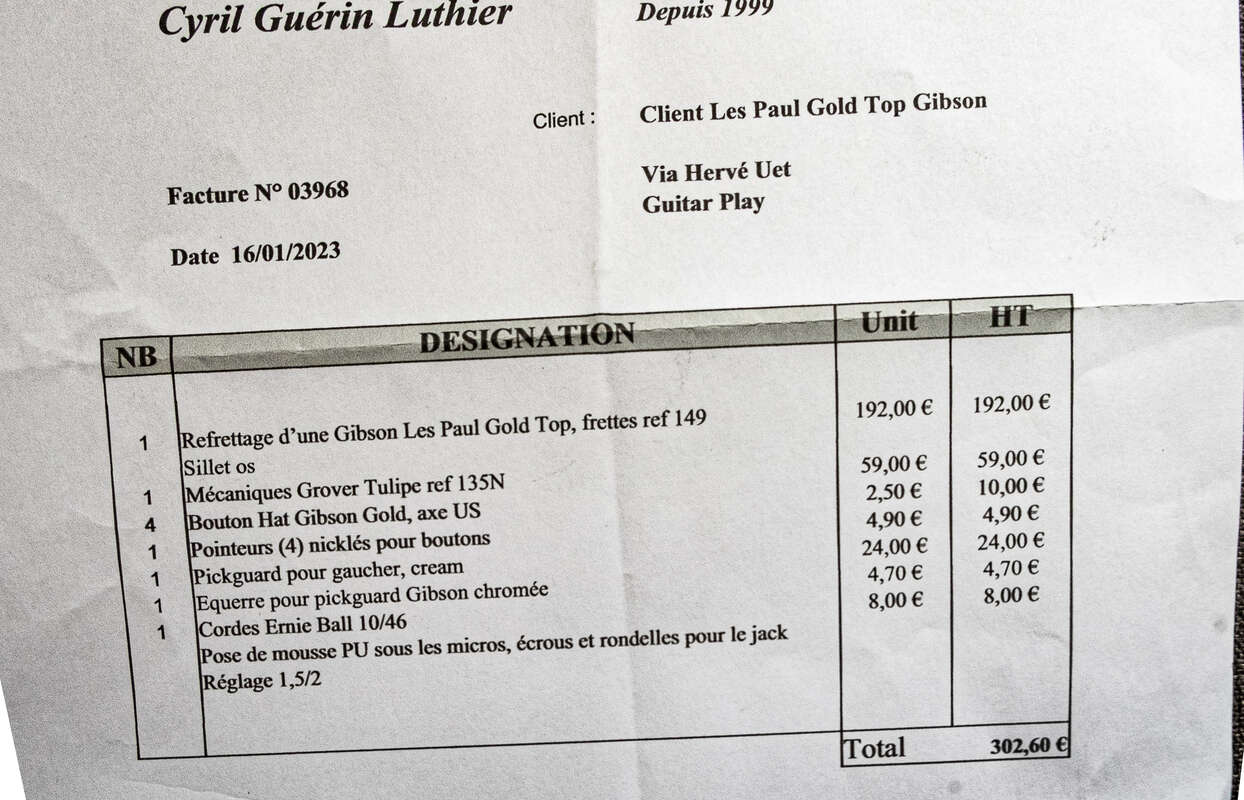 Cyril Guérin Luthier
Depuis 1999
Client : Client Les Paul Gold Top Gibson
Via Hervé Uet
Facture N° 03968
Guitar Play
Date 16/01/2023
NB DESIGNATION Unit HT
1 Refrettage d'une Gibson Les Paul Gold Top, frettes ref 149 192,00 € 192,00 €
Sillet os
1 Mécaniques Grover Tulipe ref 135N 59,00 € 59,00 €
4 Bouton Hat Gibson Gold, axe US 2,50 € 10,00 €
1 Pointeurs (4) nicklés pour boutons 4,90 € 4,90 €
1 Pickguard pour gaucher, cream 24,00 € 24,00 €
1 Equerre pour pickguard Gibson chromée 4,70 € 4,70 €
1 Cordes Ernie Ball 10/46 8,00 € 8,00 €
Pose de mousse PU sous les micros, écrous et rondelles pour le jack
Réglage 1,5/2
Total 302,60 €